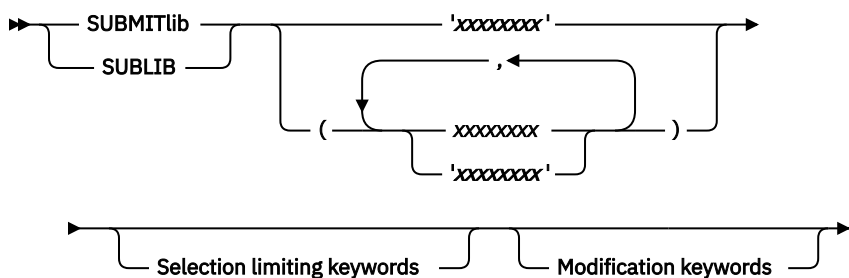 SUBMITlib 'xxxxxxxx'
SUBLIB
,
( xxxxxxxx )
'xxxxxxxx'
Selection limiting keywords Modification keywords